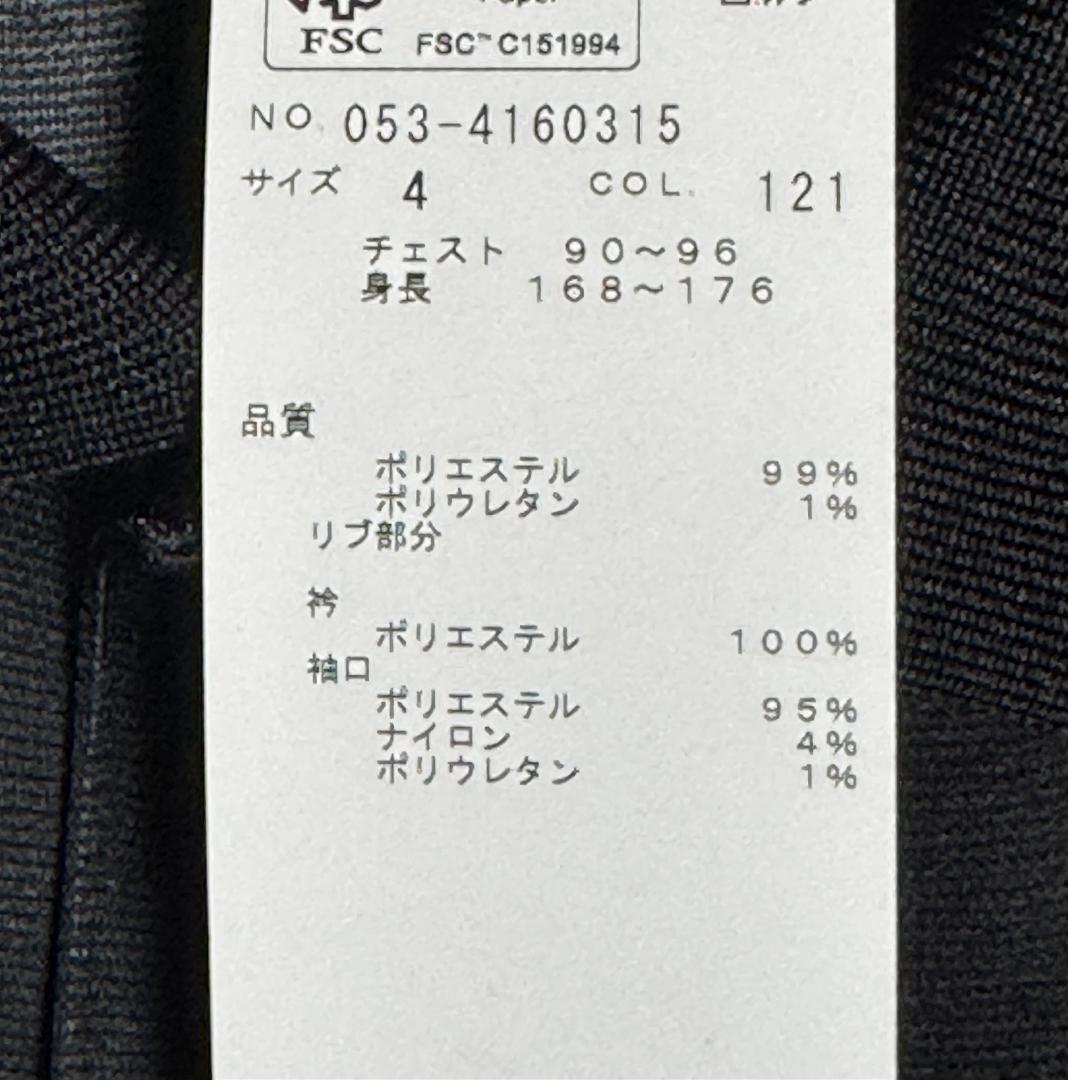 FSC FSC™ C151994
NO. 053-4160315
サイズ 4 COL. 121
チェスト 90～96
身長 168～176
品質
ポリエステル 99%
ポリウレタン 1%
リブ部分
衿
ポリエステル 100%
袖口
ポリエステル 95%
ナイロン 4%
ポリウレタン 1%